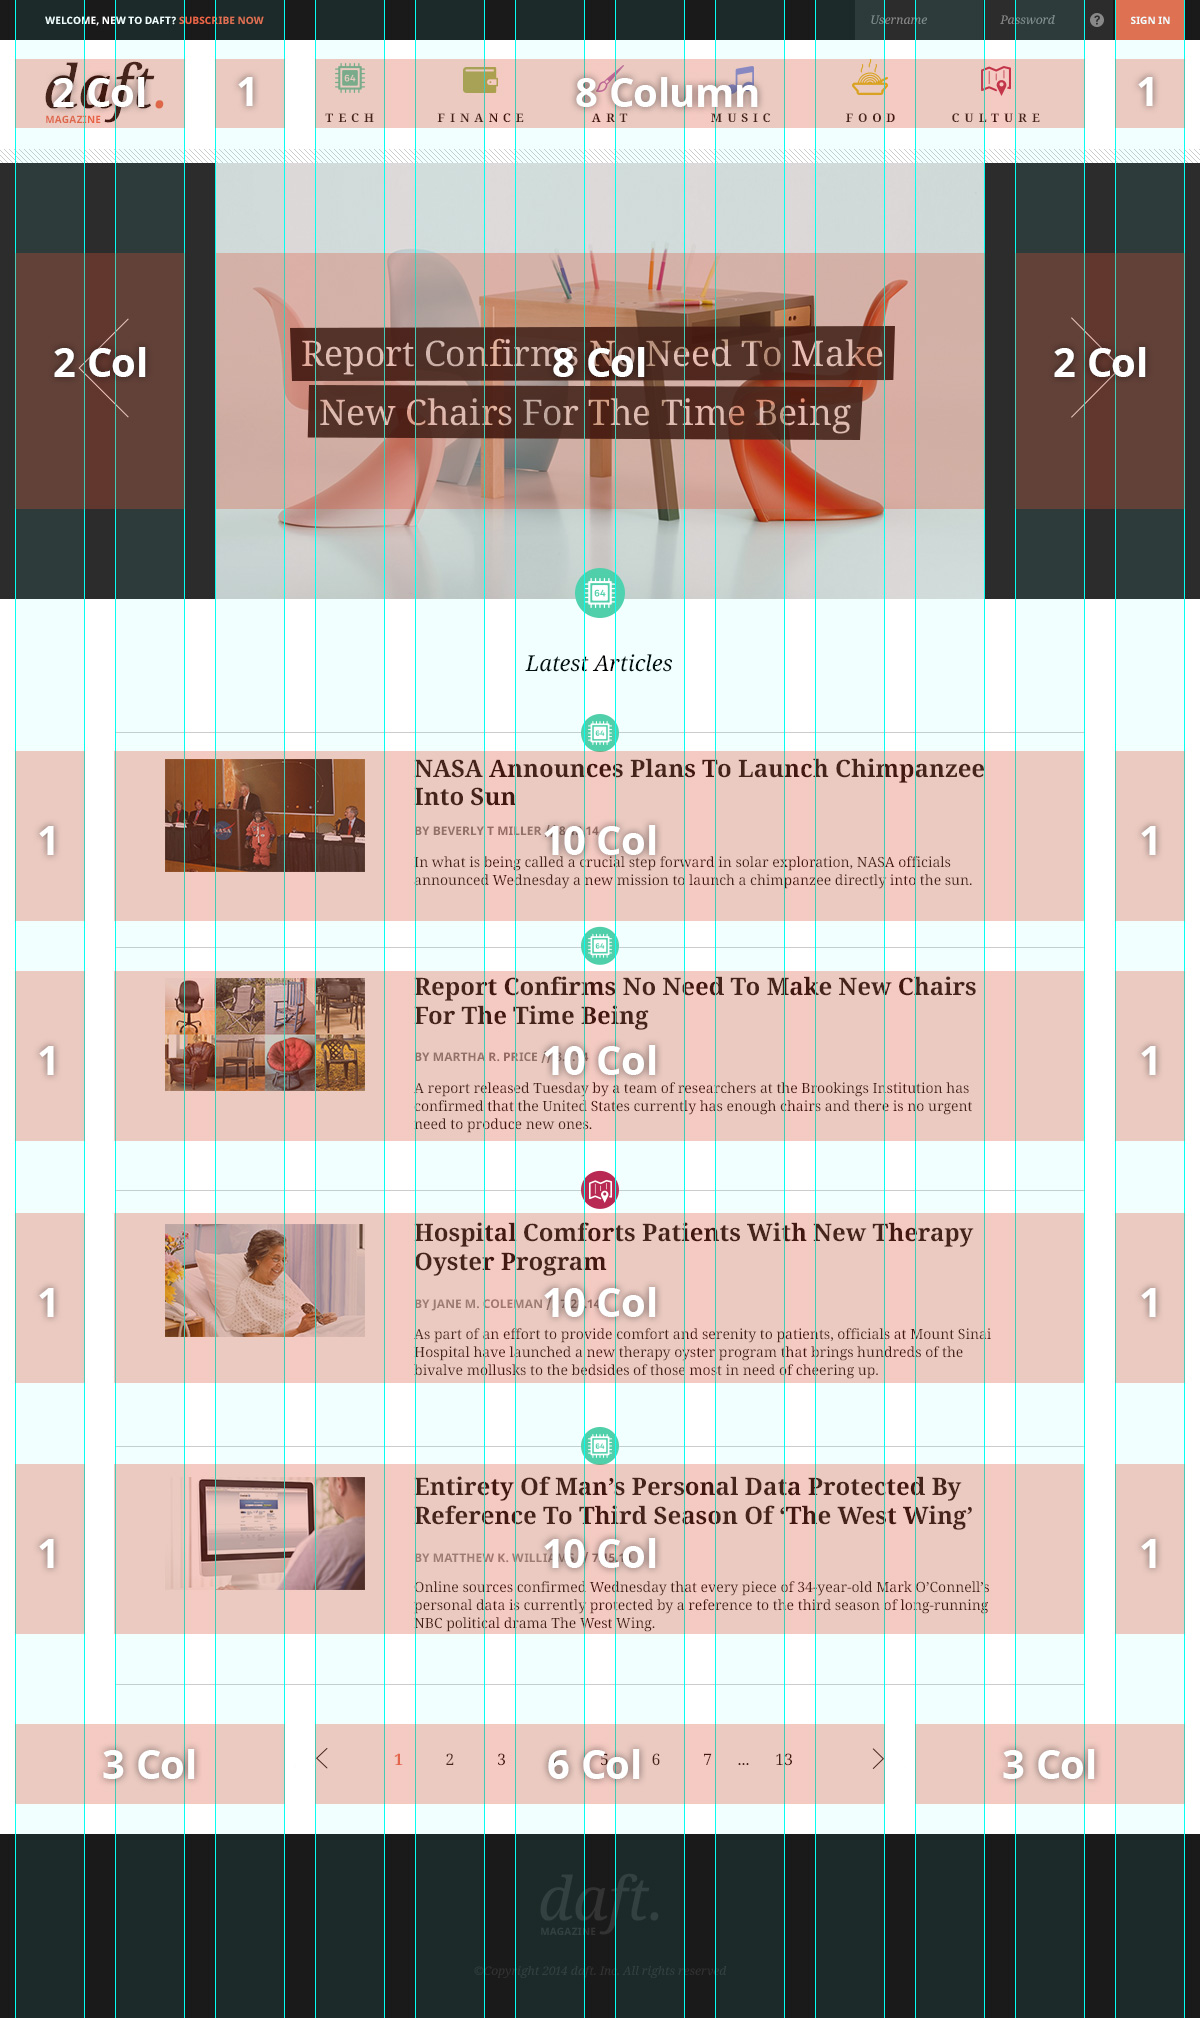 WELCOME, NEW TO DAFT? SUBSCRIBE NOW
Username Password ? SIGN IN
daft.
MAGAZINE
2 Col 1 8 Column 1
64
TECH FINANCE ART MUSIC FOOD CULTURE
Report Confirms No Need To Make
2 Col 8 Col 2 Col
New Chairs For The Time Being
64
Latest Articles
64
NASA Announces Plans To Launch Chimpanzee
Into Sun
BY BEVERLY T MILLER //
1 10 Col 1
In what is being called a crucial step forward in solar exploration, NASA officials
announced Wednesday a new mission to launch a chimpanzee directly into the sun.
NASA
64
Report Confirms No Need To Make New Chairs
For The Time Being
BY MARTHA R. PRICE //
1 10 Col 1
A report released Tuesday by a team of researchers at the Brookings Institution has
confirmed that the United States currently has enough chairs and there is no urgent
need to produce new ones.
Hospital Comforts Patients With New Therapy
Oyster Program
BY JANE M. COLEMAN //
1 10 Col 1
As part of an effort to provide comfort and serenity to patients, officials at Mount Sinai
Hospital have launched a new therapy oyster program that brings hundreds of the
bivalve mollusks to the bedsides of those most in need of cheering up.
64
Entirety Of Man’s Personal Data Protected By
Reference To Third Season Of ‘The West Wing’
BY MATTHEW K. WILLIAMS //
1 10 Col 1
Online sources confirmed Wednesday that every piece of 34-year-old Mark O’Connell’s
personal data is currently protected by a reference to the third season of long-running
NBC political drama The West Wing.
1 2 3 5 6 7 ... 13
3 Col 6 Col 3 Col
daft.
MAGAZINE
©Copyright 2014 daft. Inc. All rights reserved